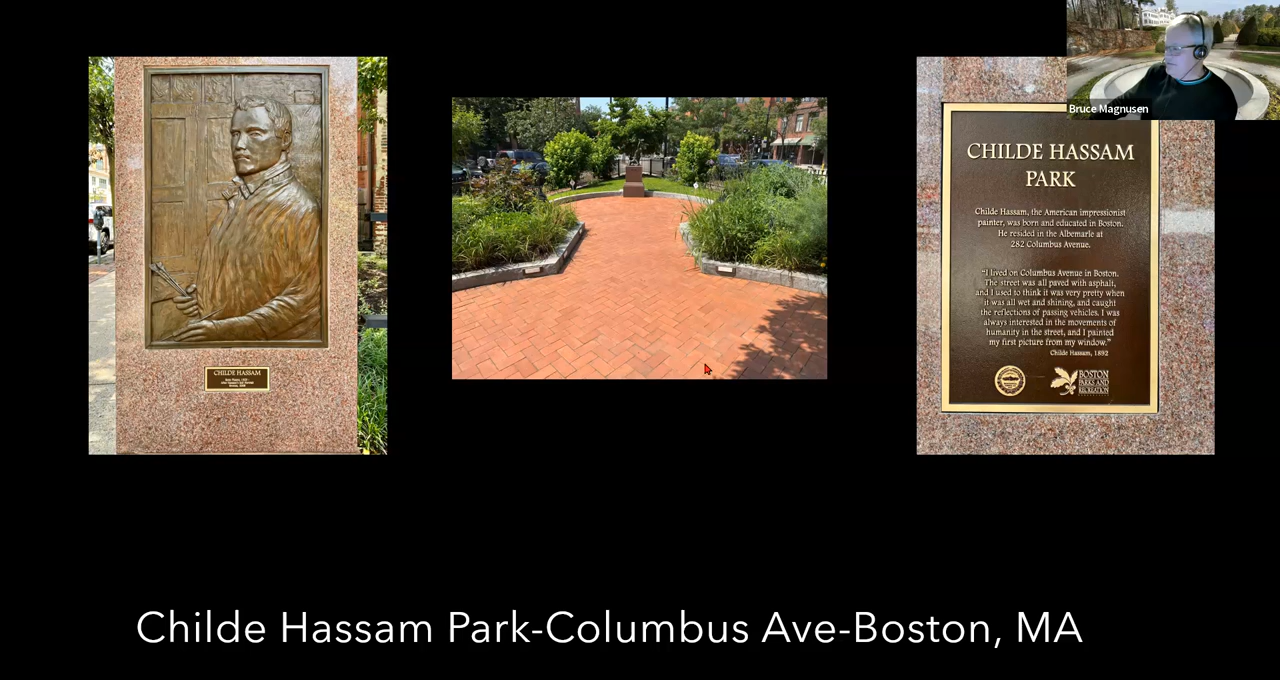 Bruce Magnusen
CHILDE HASSAM
CHILDE HASSAM
PARK
Childe Hassam, the American impressionist
painter, was born and educated in Boston.
He resided in the Albemarle at
282 Columbus Avenue.
“I lived on Columbus Avenue in Boston.
The street was all paved with asphalt,
and I used to think it was very pretty when
it was all wet and shining, and caught
the reflections of passing vehicles. I was
always interested in the movements of
humanity in the street, and I painted
my first picture from my window.”
Childe Hassam, 1892
BOSTON
PARKS AND
RECREATION
Childe Hassam Park-Columbus Ave-Boston, MA